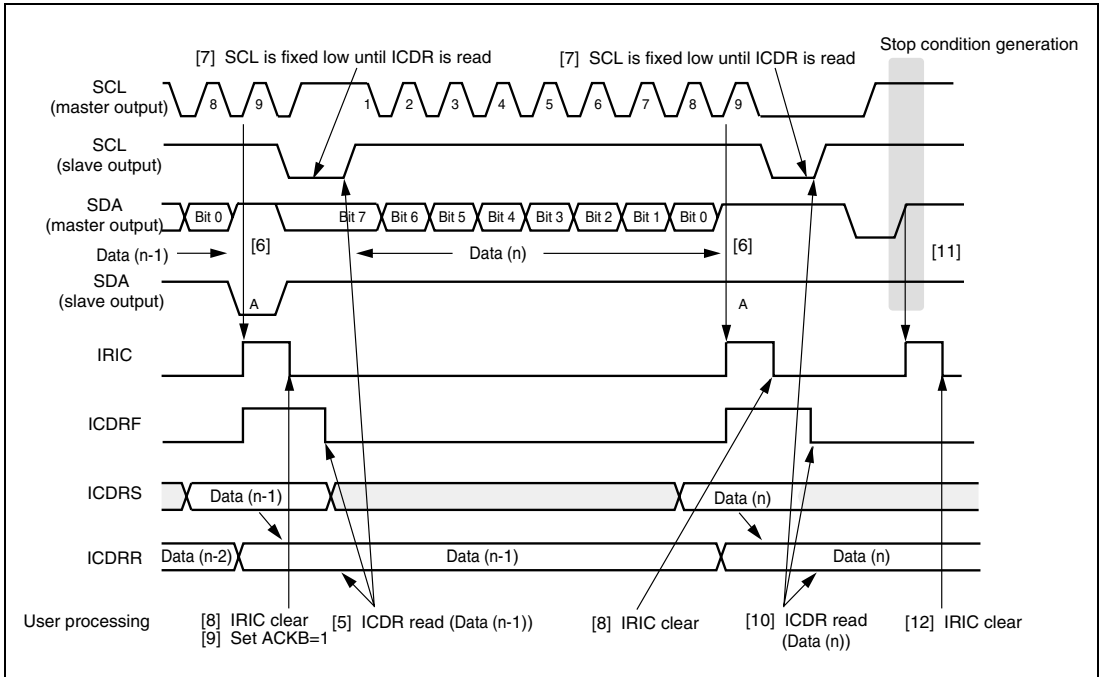 Stop condition generation
[7] SCL is fixed low until ICDR is read
[7] SCL is fixed low until ICDR is read
SCL
(master output)
8 9 1 2 3 4 5 6 7 8 9
SCL
(slave output)
SDA
(master output)
Bit 0 Bit 7 Bit 6 Bit 5 Bit 4 Bit 3 Bit 2 Bit 1 Bit 0
Data (n-1) [6] Data (n) [6] [11]
SDA
(slave output)
A A
IRIC
ICDRF
ICDRS
Data (n-1) Data (n)
ICDRR
Data (n-2) Data (n-1) Data (n)
User processing
[8] IRIC clear
[9] Set ACKB=1
[5] ICDR read (Data (n-1))
[8] IRIC clear
[10] ICDR read
(Data (n))
[12] IRIC clear